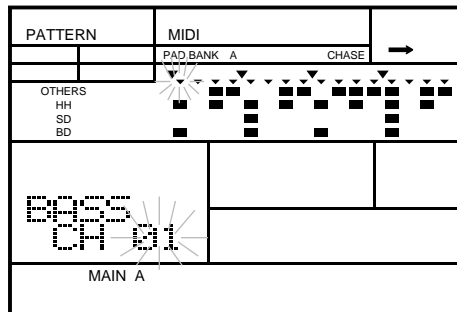 PATTERN MIDI
PAD BANK A CHASE
OTHERS
HH
SD
BD
BASS
CH 01
MAIN A